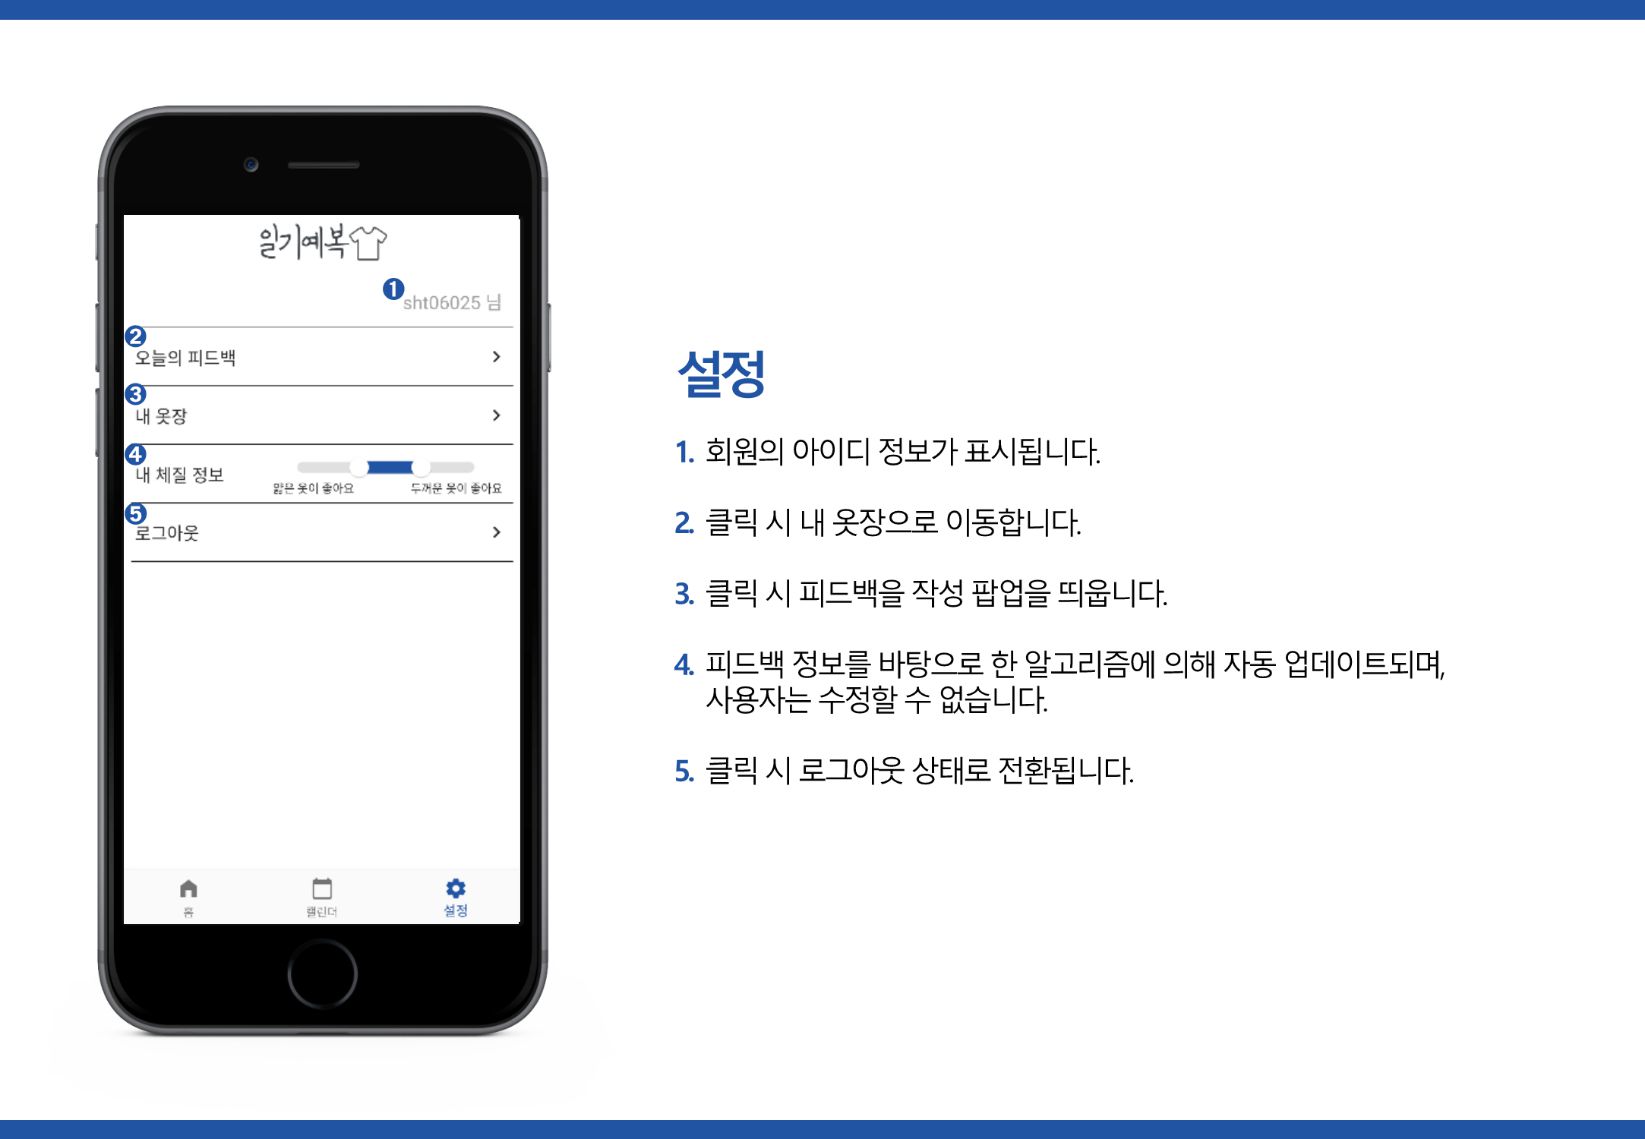 일기예복
1
sht06025 님
2
오늘의 피드백
3
내 옷장
4
내 체질 정보
얇은 옷이 좋아요
두꺼운 옷이 좋아요
5
로그아웃
홈
캘린더
설정
설정
1. 회원의 아이디 정보가 표시됩니다.
2. 클릭 시 내 옷장으로 이동합니다.
3. 클릭 시 피드백을 작성 팝업을 띄웁니다.
4. 피드백 정보를 바탕으로 한 알고리즘에 의해 자동 업데이트되며,
사용자는 수정할 수 없습니다.
5. 클릭 시 로그아웃 상태로 전환됩니다.